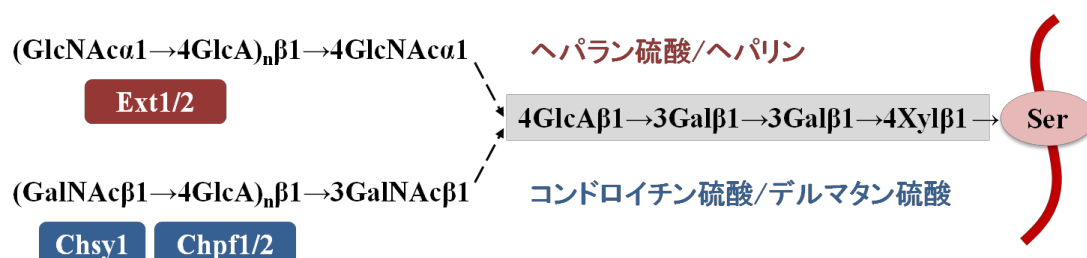 (GlcNAcα1→4GlcA)nβ1→4GlcNAcα1
ヘパラン硫酸/ヘパリン
Ext1/2
4GlcAβ1→3Galβ1→3Galβ1→4Xylβ1→
Ser
(GalNAcβ1→4GlcA)nβ1→3GalNAcβ1
コンドロイチン硫酸/デルマタン硫酸
Chsy1
Chpf1/2